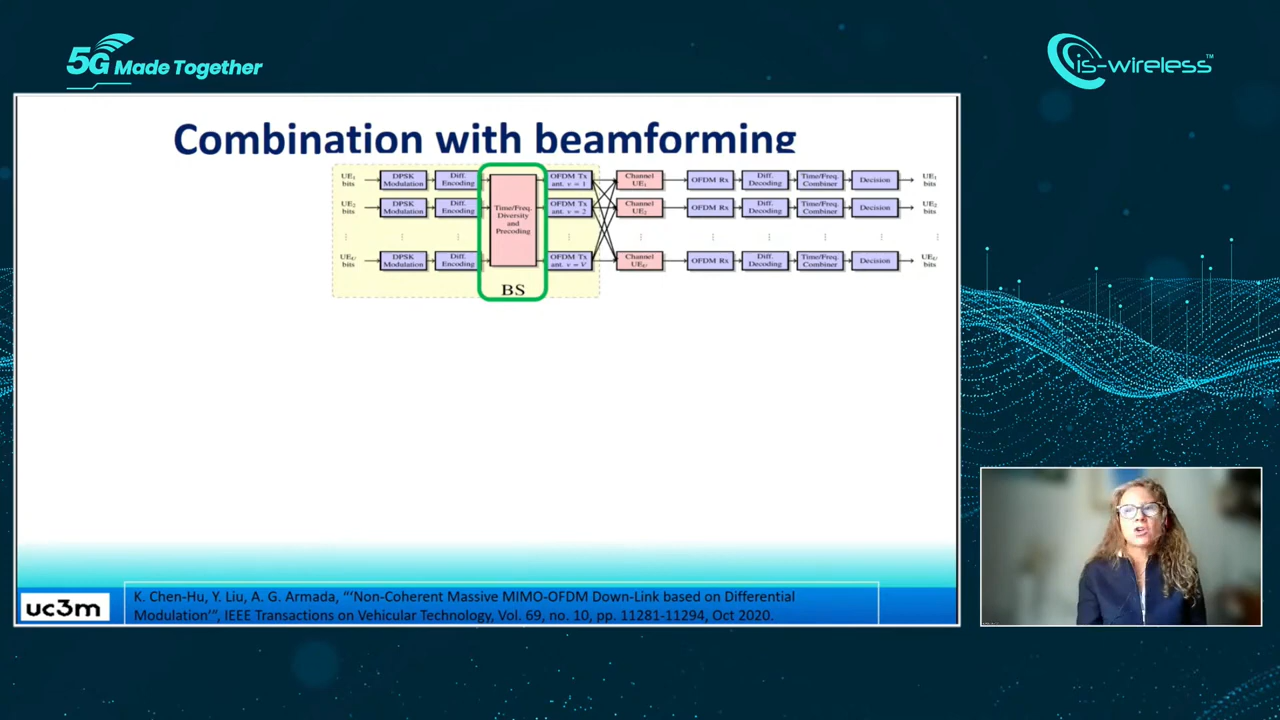 5G Made Together
is-wireless™
Combination with beamforming
UE1 bits DPSK Modulation Diff. Encoding OFDM Tx ant. v = 1 Channel UE1 OFDM Rx Diff. Decoding Time/Freq. Combiner Decision UE1 bits
UE2 bits DPSK Modulation Diff. Encoding OFDM Tx ant. v = 2 Channel UE2 OFDM Rx Diff. Decoding Time/Freq. Combiner Decision UE2 bits
Time/Freq.
Diversity
and
Precoding
UEU bits DPSK Modulation Diff. Encoding OFDM Tx ant. v = V Channel UEU OFDM Rx Diff. Decoding Time/Freq. Combiner Decision UEU bits
BS
uc3m
K. Chen-Hu, Y. Liu, A. G. Armada, "'Non-Coherent Massive MIMO-OFDM Down-Link based on Differential
Modulation'", IEEE Transactions on Vehicular Technology, Vol. 69, no. 10, pp. 11281-11294, Oct 2020.